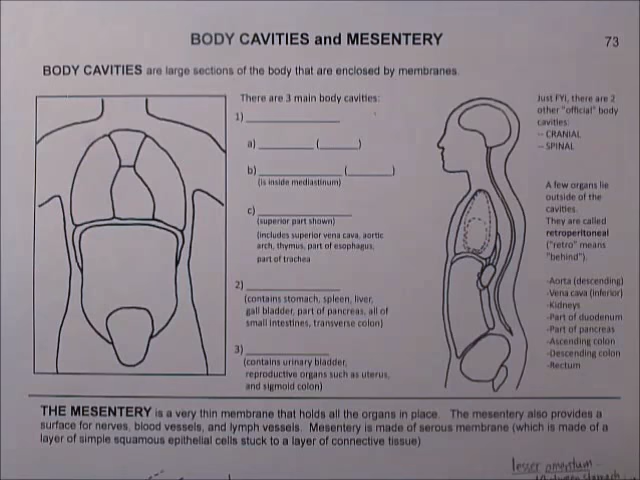 BODY CAVITIES and MESENTERY
73
BODY CAVITIES are large sections of the body that are enclosed by membranes.
There are 3 main body cavities:
1)
a) ( )
b) ( )
(is inside mediastinum)
c)
(superior part shown)
(includes superior vena cava, aortic
arch, thymus, part of esophagus,
part of trachea
2)
(contains stomach, spleen, liver,
gall bladder, part of pancreas, all of
small intestines, transverse colon)
3)
(contains urinary bladder,
reproductive organs such as uterus,
and sigmoid colon)
Just FYI, there are 2
other "official" body
cavities:
-- CRANIAL
-- SPINAL
A few organs lie
outside of the
cavities.
They are called
retroperitoneal
("retro" means
"behind").
-Aorta (descending)
-Vena cava (inferior)
-Kidneys
-Part of duodenum
-Part of pancreas
-Ascending colon
-Descending colon
-Rectum
THE MESENTERY is a very thin membrane that holds all the organs in place. The mesentery also provides a
surface for nerves, blood vessels, and lymph vessels. Mesentery is made of serous membrane (which is made of a
layer of simple squamous epithelial cells stuck to a layer of connective tissue)
lesser omentum